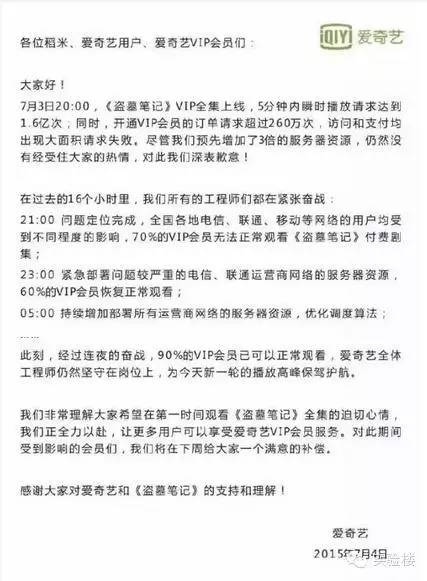 iQIYI 爱奇艺
各位稻米、爱奇艺用户、爱奇艺VIP会员们：
大家好！
7月3日20:00，《盗墓笔记》VIP全集上线，5分钟内瞬时播放请求达到
1.6亿次；同时，开通VIP会员的订单请求超过260万次，访问和支付均
出现大面积请求失败。尽管我们预先增加了3倍的服务器资源，仍然没
有经受住大家的热情，对此我们深表歉意！
在过去的16个小时里，我们所有的工程师们都在紧张奋战：
21:00 问题定位完成，全国各地电信、联通、移动等网络的用户均受
到不同程度的影响，70%的VIP会员无法正常观看《盗墓笔记》付费剧
集；
23:00 紧急部署问题较严重的电信、联通运营商网络的服务器资源，
60%的VIP会员恢复正常观看；
05:00 持续增加部署所有运营商网络的服务器资源，优化调度算法；
……
此刻，经过连夜的奋战，90%的VIP会员已可以正常观看，爱奇艺全体
工程师仍然坚守在岗位上，为今天新一轮的播放高峰保驾护航。
我们非常理解大家希望在第一时间观看《盗墓笔记》全集的迫切心情，
我们正全力以赴，让更多用户可以享受爱奇艺VIP会员服务。对此期间
受到影响的会员们，我们将在下周给大家一个满意的补偿。
感谢大家对爱奇艺和《盗墓笔记》的支持和理解！
爱奇艺
2015年7月4日
实验楼